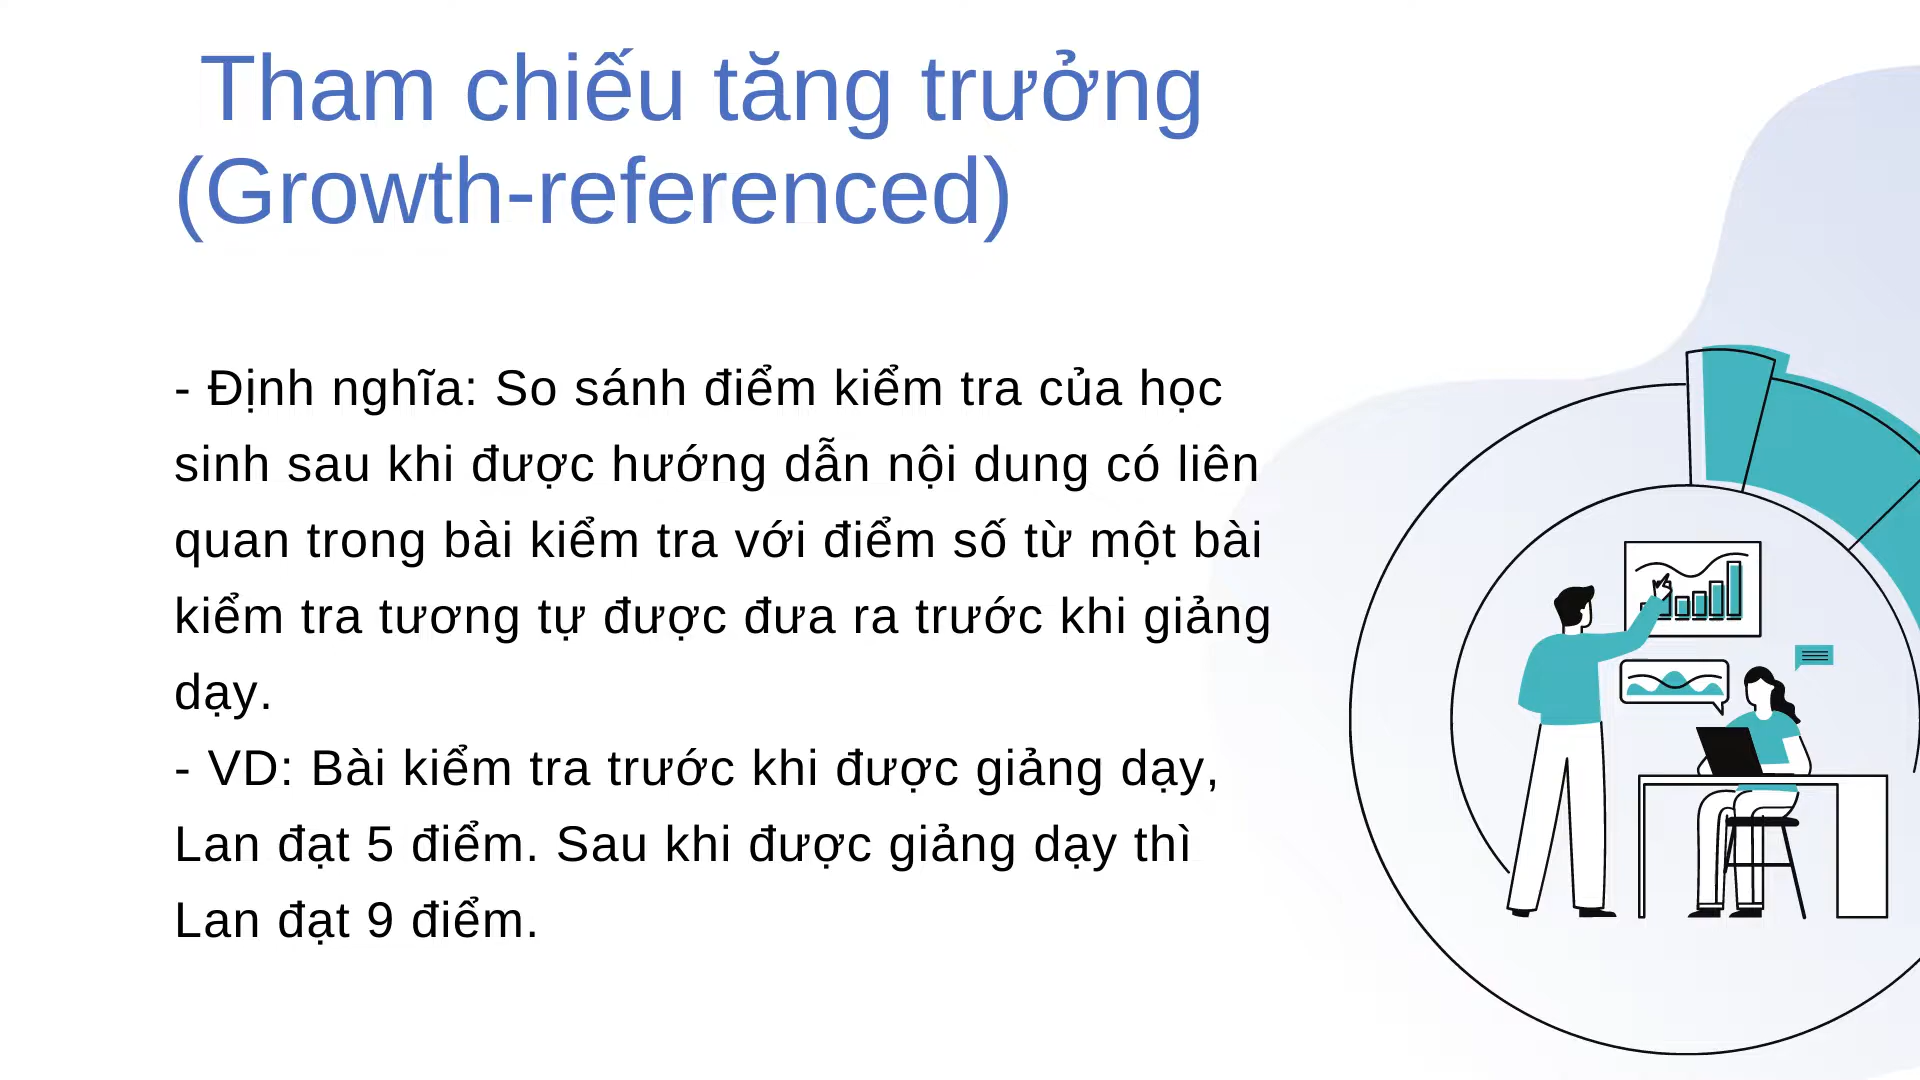 Tham chiếu tăng trưởng
(Growth-referenced)
- Định nghĩa: So sánh điểm kiểm tra của học
sinh sau khi được hướng dẫn nội dung có liên
quan trong bài kiểm tra với điểm số từ một bài
kiểm tra tương tự được đưa ra trước khi giảng
dạy.
- VD: Bài kiểm tra trước khi được giảng dạy,
Lan đạt 5 điểm. Sau khi được giảng dạy thì
Lan đạt 9 điểm.